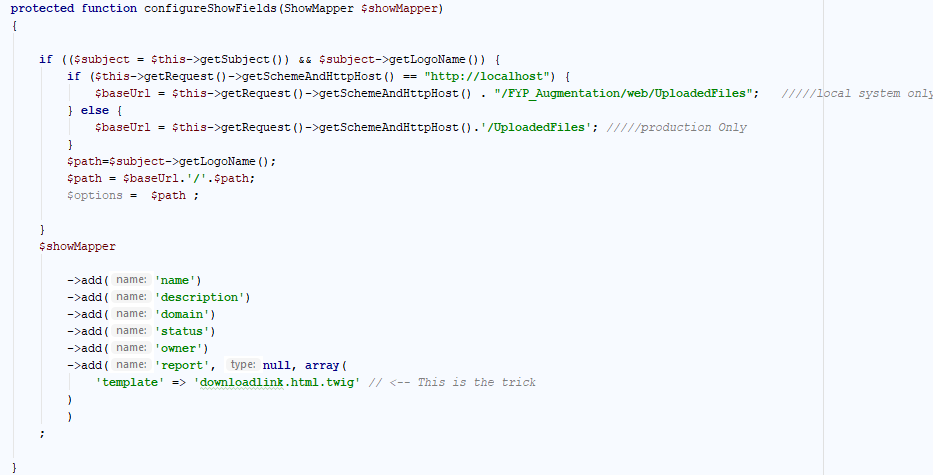 protected function configureShowFields(ShowMapper $showMapper)
{
if (($subject = $this->getSubject()) && $subject->getLogoName()) {
if ($this->getRequest()->getSchemeAndHttpHost() == "http://localhost") {
$baseUrl = $this->getRequest()->getSchemeAndHttpHost() . "/FYP_Augmentation/web/UploadedFiles"; /////local system only
} else {
$baseUrl = $this->getRequest()->getSchemeAndHttpHost().'/UploadedFiles'; /////production Only
}
$path=$subject->getLogoName();
$path = $baseUrl.'/'.$path;
$options = $path ;
}
$showMapper
->add( name: 'name')
->add( name: 'description')
->add( name: 'domain')
->add( name: 'status')
->add( name: 'owner')
->add( name: 'report', type: null, array(
'template' => 'downloadlink.html.twig' // <-- This is the trick
)
)
;
}